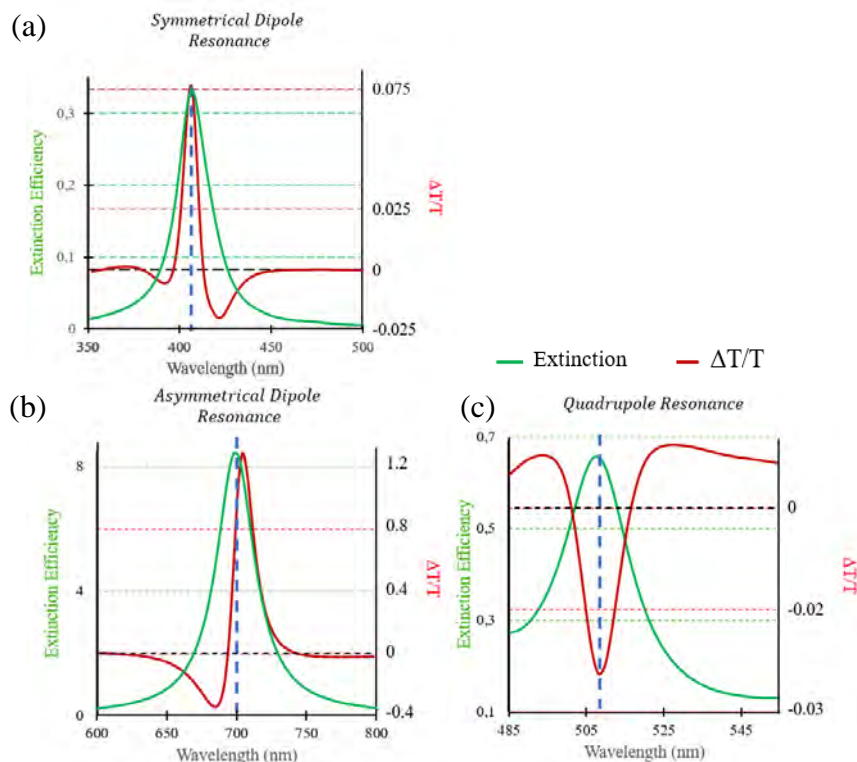 (a)
Symmetrical Dipole
Resonance
Extinction Efficiency
0,3
0,2
0,1
0
0.075
0.025
0
-0.025
ΔT/T
350
400
450
500
Wavelength (nm)
Extinction
ΔT/T
(b)
Asymmetrical Dipole
Resonance
Extinction Efficiency
8
4
0
1.2
0.8
0.4
0
-0.4
ΔT/T
600
650
700
750
800
Wavelength (nm)
(c)
Quadrupole Resonance
Extinction Efficiency
0,7
0,5
0,3
0,1
0
-0.02
-0.03
ΔT/T
485
505
525
545
Wavelength (nm)